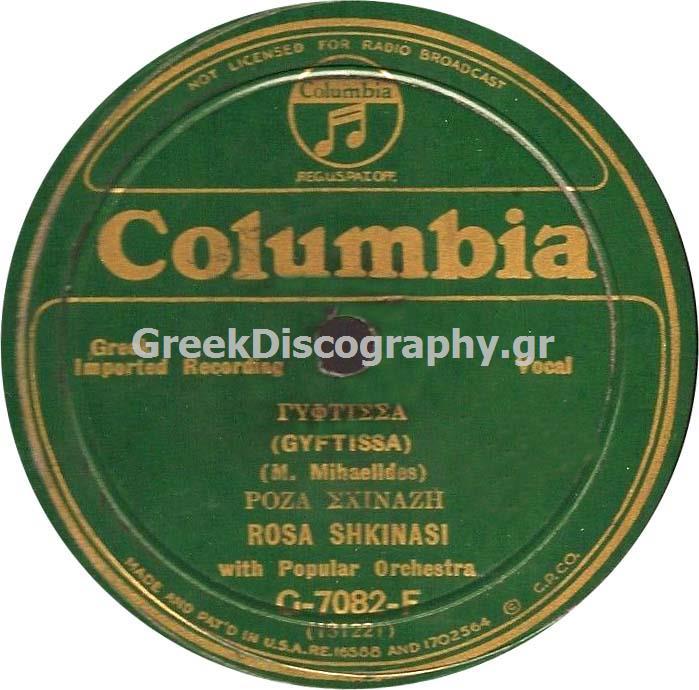 NOT LICENSED FOR RADIO BROADCAST
Columbia
REG.U.S.PAT.OFF.
Columbia
GreekDiscography.gr
Greek
Imported Recording
Vocal
ΓΥΦΤΙΣΣΑ
(GYFTISSA)
(M. Mihaelides)
ΡΟΖΑ ΣΧΙΝΑΖΗ
ROSA SHKINASI
with Popular Orchestra
G-7082-F
(131221)
MADE AND PAT'D IN U.S.A. RE.16588 AND 1702564 © C.P.CO.